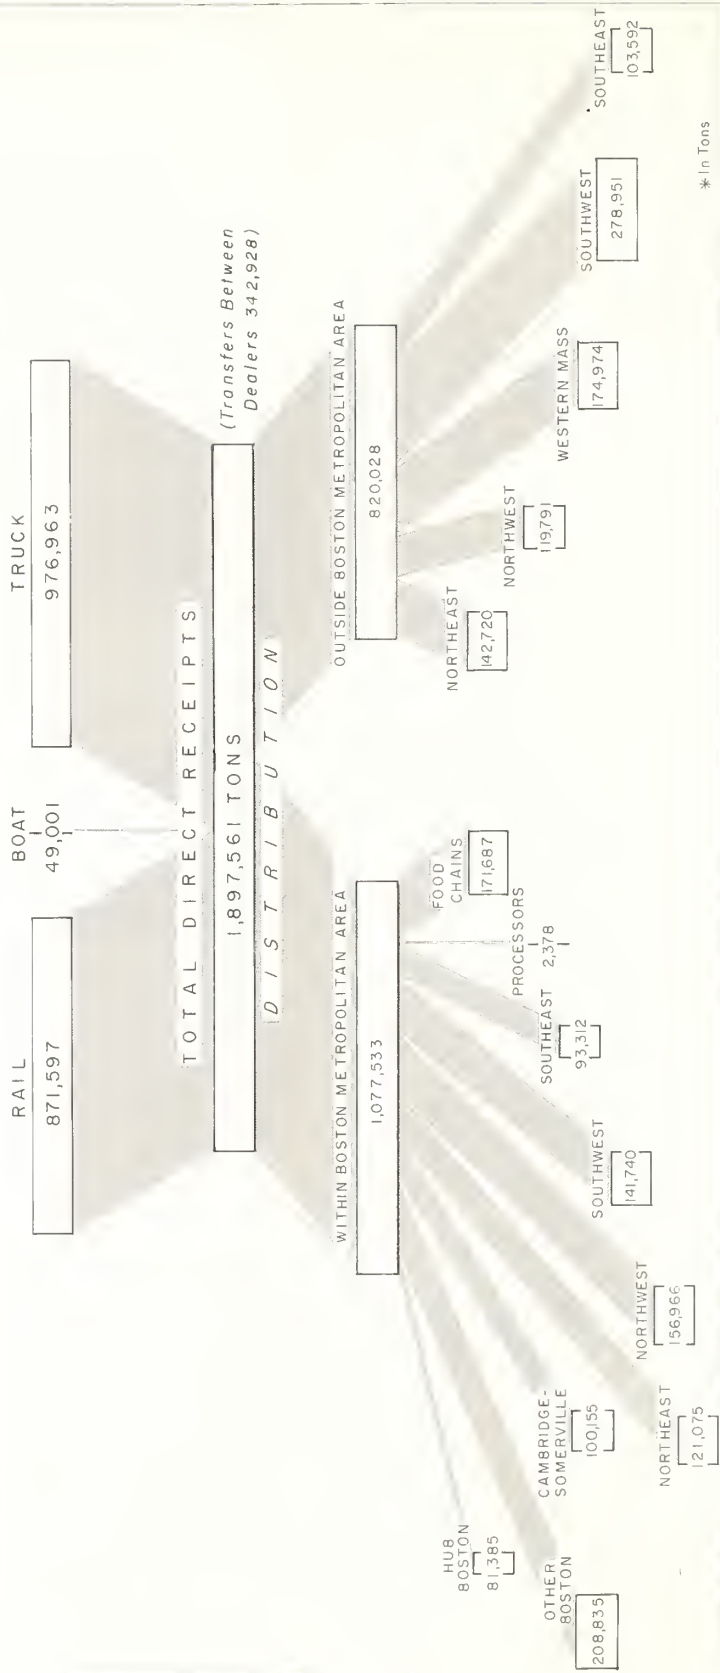 RAIL
871,597
BOAT
49,001
TRUCK
976,963
TOTAL DIRECT RECEIPTS
1,897,561 TONS
(Transfers Between
Dealers 342,928)
DISTRIBUTION
WITHIN BOSTON METROPOLITAN AREA
1,077,533
OUTSIDE BOSTON METROPOLITAN AREA
820,028
HUB
BOSTON
81,385
OTHER
BOSTON
208,835
CAMBRIDGE-
SOMERVILLE
100,155
NORTHEAST
121,075
NORTHWEST
156,966
SOUTHWEST
141,740
SOUTHEAST
93,312
PROCESSORS
2,378
FOOD
CHAINS
171,687
NORTHEAST
142,720
NORTHWEST
119,791
WESTERN MASS
174,974
SOUTHWEST
278,951
SOUTHEAST
103,592
*In Tons